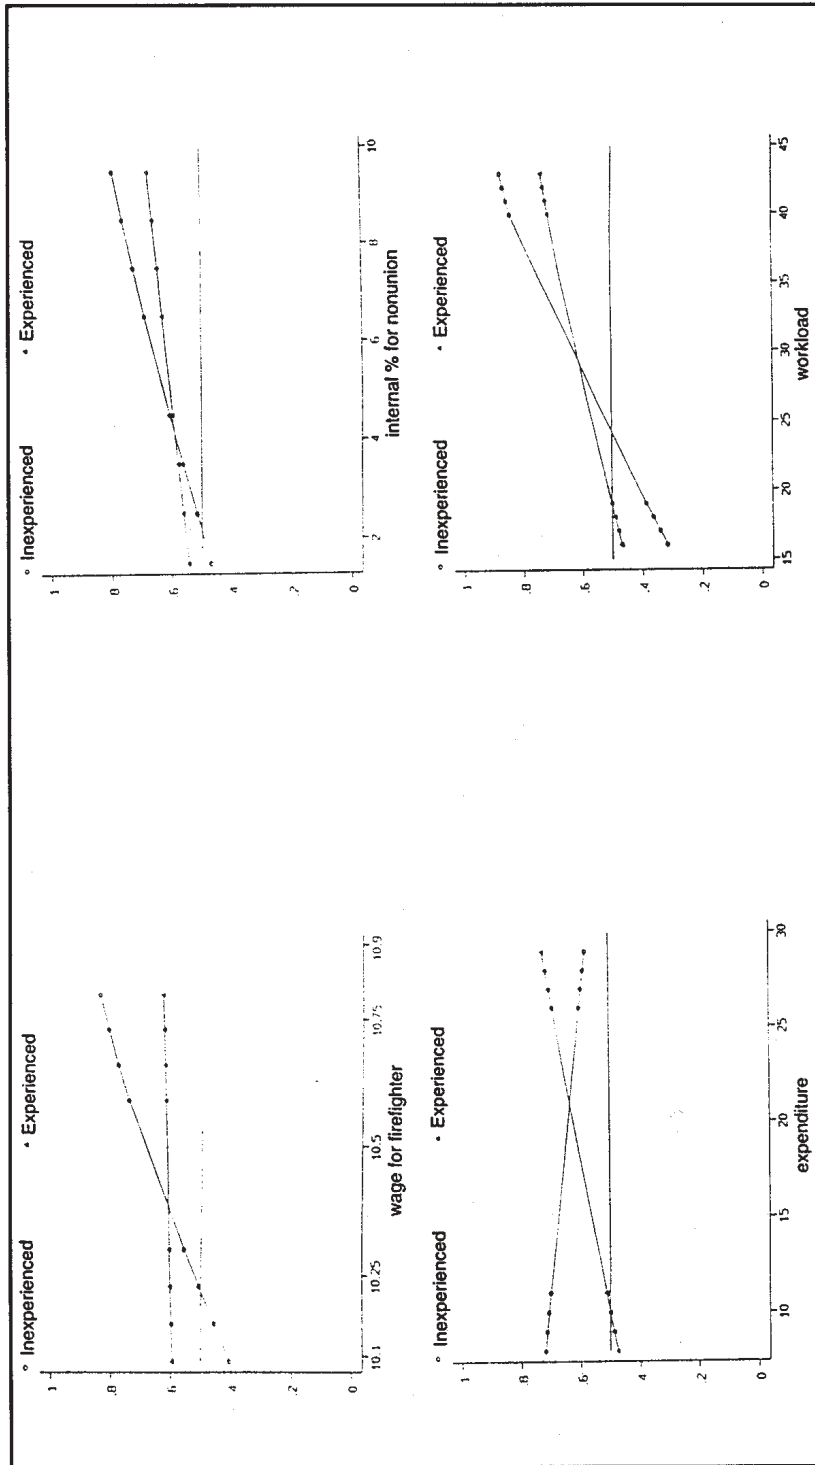 ◦ Inexperienced ▴ Experienced
1
.8
.6
.4
.2
0
10.1 10.25 10.5 10.75 10.9
wage for firefighter
◦ Inexperienced ▴ Experienced
1
.8
.6
.4
.2
0
2 4 6 8 10
internal % for nonunion
◦ Inexperienced ▴ Experienced
1
.8
.6
.4
.2
0
10 15 20 25 30
expenditure
◦ Inexperienced ▴ Experienced
1
.8
.6
.4
.2
0
15 20 25 30 35 40 45
workload